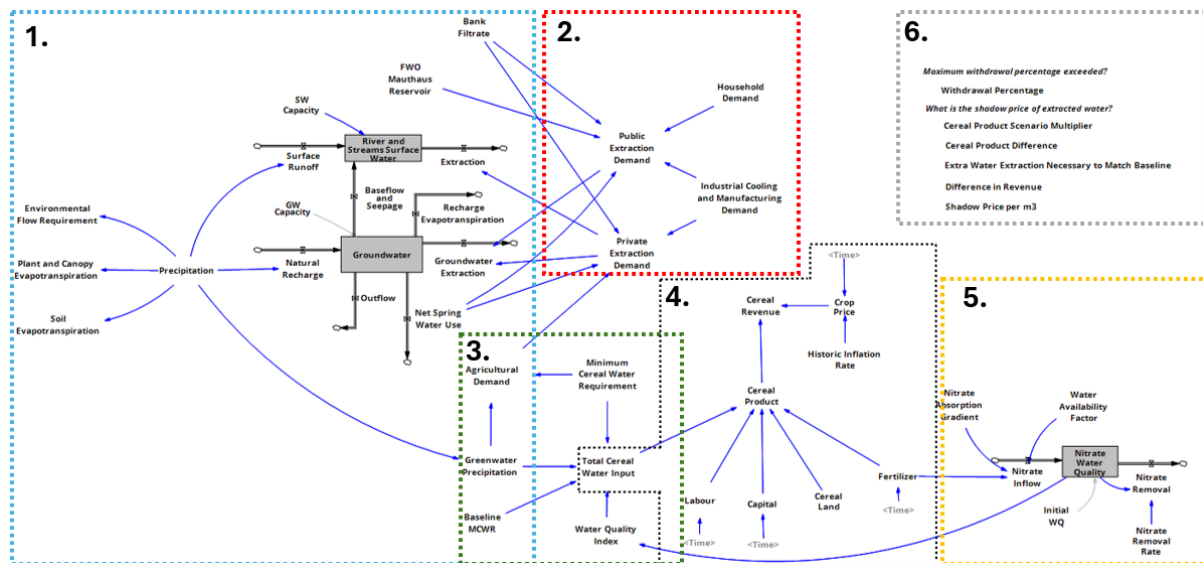 1.
Bank
Filtrate
FWO
Mauthaus
Reservoir
SW
Capacity
River and
Streams Surface
Water
Surface
Runoff
Extraction
Baseflow and
Seepage
GW
Capacity
Recharge
Evapotranspiration
Environmental
Flow Requirement
Plant and Canopy
Evapotranspiration
Precipitation
Natural
Recharge
Groundwater
Groundwater
Extraction
Soil
Evapotranspiration
Outflow
Net Spring
Water Use
2.
Household
Demand
Public
Extraction
Demand
Industrial Cooling
and Manufacturing
Demand
Private
Extraction
Demand
3.
Agricultural
Demand
Minimum
Cereal Water
Requirement
Greenwater
Precipitation
Total Cereal
Water Input
Baseline
MCWR
Water Quality
Index
4.
<Time>
Cereal
Revenue
Crop
Price
Historic Inflation
Rate
Cereal
Product
Labour
Capital
Cereal
Land
Fertilizer
<Time>
<Time>
<Time>
5.
Nitrate
Absorption
Gradient
Water
Availability
Factor
Nitrate
Water
Quality
Nitrate
Inflow
Nitrate
Removal
Initial
WQ
Nitrate
Removal
Rate
6.
Maximum withdrawal percentage exceeded?
Withdrawal Percentage
What is the shadow price of extracted water?
Cereal Product Scenario Multiplier
Cereal Product Difference
Extra Water Extraction Necessary to Match Baseline
Difference in Revenue
Shadow Price per m3